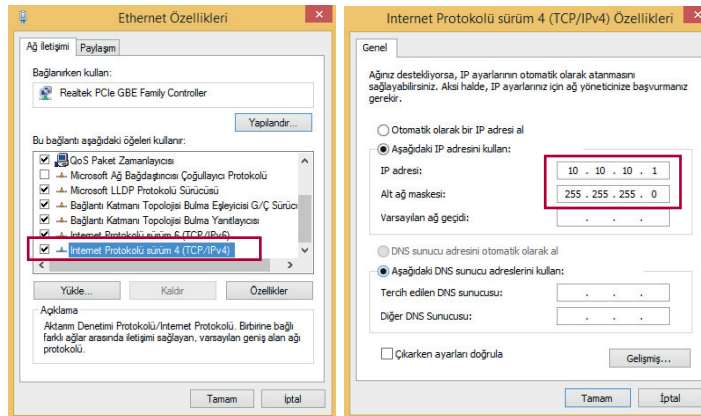 Ethernet Özellikleri
Ağ İletişimi Paylaşım
Bağlanırken kullan:
Realtek PCIe GBE Family Controller
Yapılandır...
Bu bağlantı aşağıdaki öğeleri kullanır:
QoS Paket Zamanlayıcısı
Microsoft Ağ Bağdaştırıcısı Çoğullayıcı Protokolü
Microsoft LLDP Protokolü Sürücüsü
Bağlantı Katmanı Topolojisi Bulma Eşleyicisi G/Ç Sürücü
Bağlantı Katmanı Topolojisi Bulma Yanıtlayıcısı
Internet Protokolü sürüm 6 (TCP/IPv6)
Internet Protokolü sürüm 4 (TCP/IPv4)
Yükle... Kaldır Özellikler
Açıklama
Aktarım Denetimi Protokolü/Internet Protokolü. Birbirine bağlı
farklı ağlar arasında iletişimi sağlayan, varsayılan geniş alan ağı
protokolü.
Tamam İptal
Internet Protokolü sürüm 4 (TCP/IPv4) Özellikleri
Genel
Ağınız destekliyorsa, IP ayarlarının otomatik olarak atanmasını
sağlayabilirsiniz. Aksi halde, IP ayarlarınız için ağ yöneticinize başvurmanız
gerekir.
Otomatik olarak bir IP adresi al
Aşağıdaki IP adresini kullan:
IP adresi: 10 . 10 . 10 . 1
Alt ağ maskesi: 255 . 255 . 255 . 0
Varsayılan ağ geçidi: . . .
DNS sunucu adresini otomatik olarak al
Aşağıdaki DNS sunucu adreslerini kullan:
Tercih edilen DNS sunucusu: . . .
Diğer DNS Sunucusu: . . .
Çıkarken ayarları doğrula
Gelişmiş...
Tamam İptal